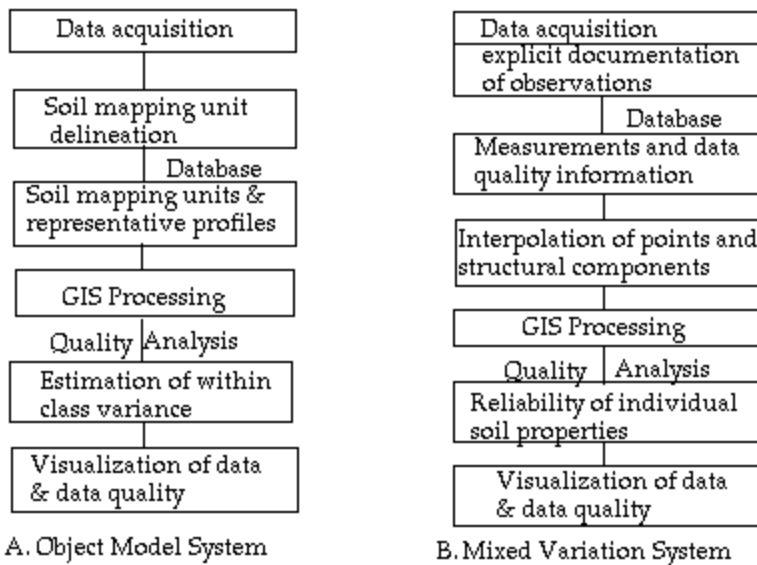 Data acquisition
Soil mapping unit
delineation
Database
Soil mapping units &
representative profiles
GIS Processing
Quality Analysis
Estimation of within
class variance
Visualization of data
& data quality
A. Object Model System
Data acquisition
explicit documentation
of observations
Database
Measurements and data
quality information
Interpolation of points and
structural components
GIS Processing
Quality Analysis
Reliability of individual
soil properties
Visualization of data
& data quality
B. Mixed Variation System